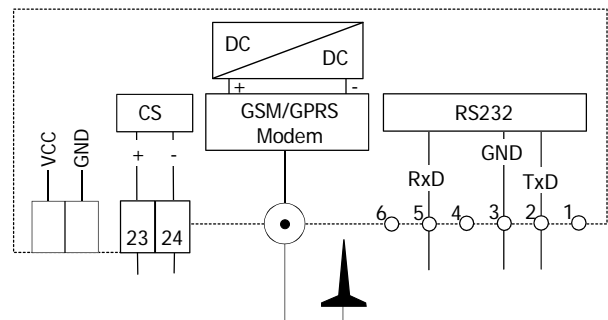 DC
DC
+ -
CS
GSM/GPRS
Modem
RS232
VCC
GND
+ -
GND
RxD
TxD
6 5 4 3 2 1
23 24